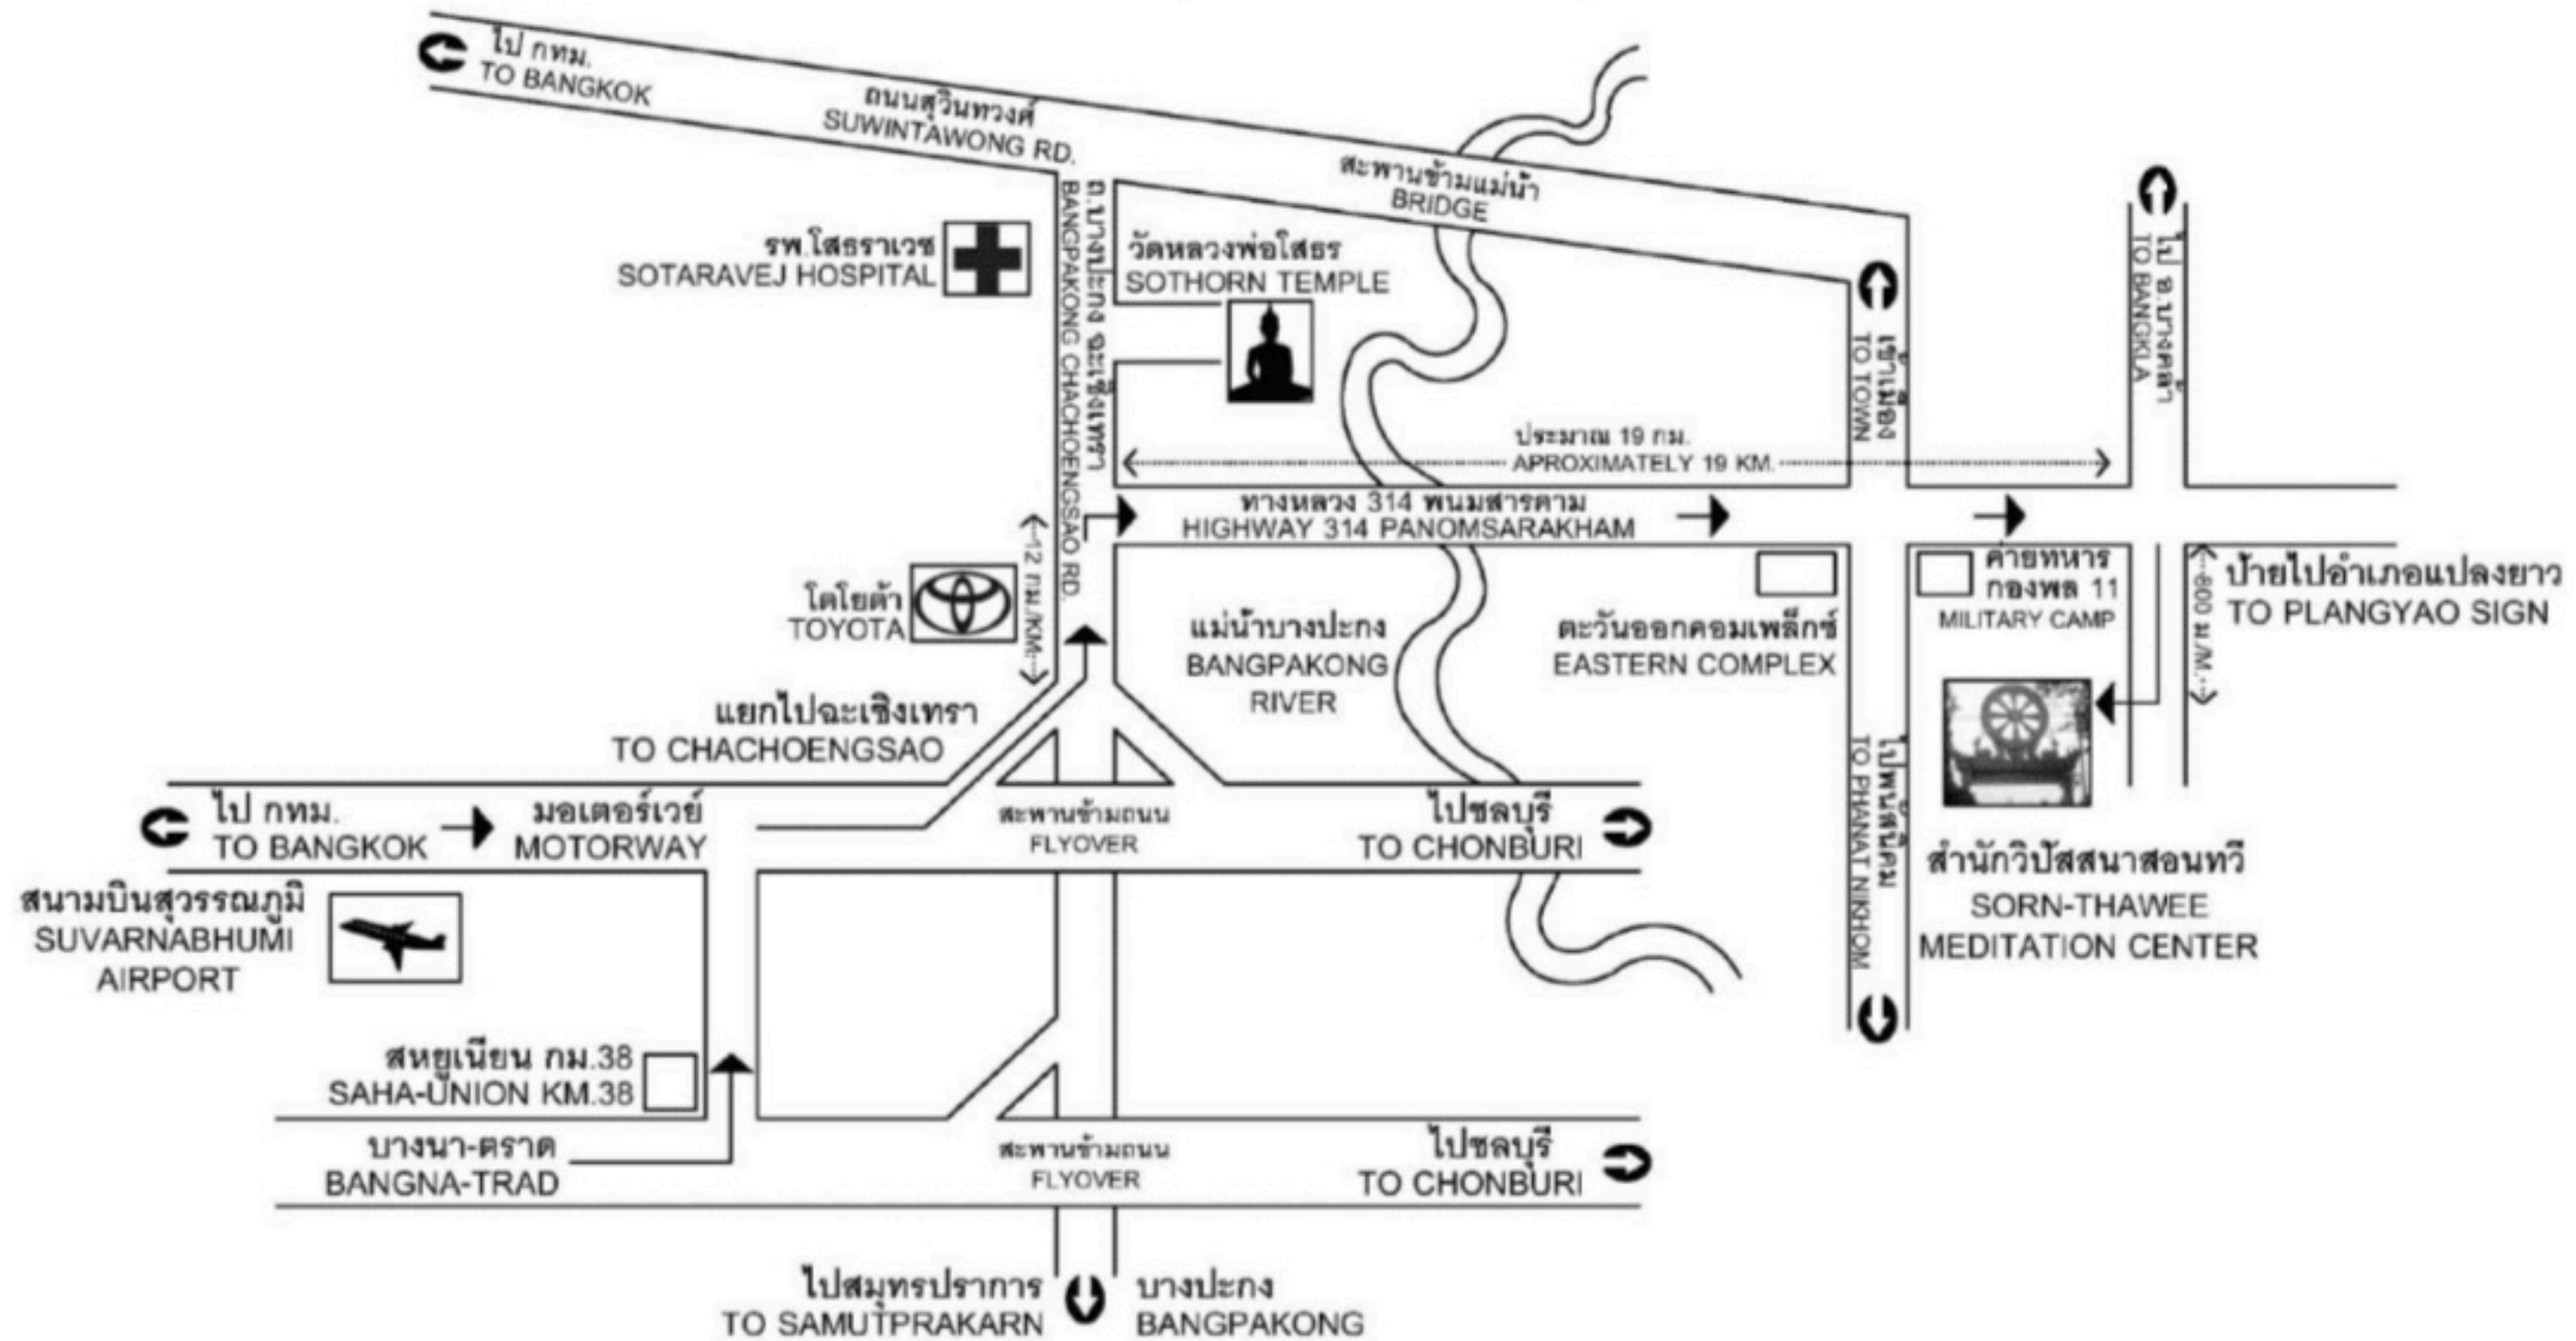 ไป กทม.
TO BANGKOK
ถนนสุวินทวงศ์
SUWINTAWONG RD.
สะพานข้ามแม่น้ำ
BRIDGE
รพ.โสธราเวช
SOTARAVEJ HOSPITAL
ถ.บางปะกง ฉะเชิงเทรา
BANGPAKONG CHACHOENGSAO RD.
วัดหลวงพ่อโสธร
SOTHORN TEMPLE
เข้าเมือง
TO TOWN
ไป อ.บางคล้า
TO BANGKLA
ประมาณ 19 กม.
APROXIMATELY 19 KM.
ทางหลวง 314 พนมสารคาม
HIGHWAY 314 PANOMSARAKHAM
12 กม./KM.
โตโยต้า
TOYOTA
แม่น้ำบางปะกง
BANGPAKONG
RIVER
ตะวันออกคอมเพล็กซ์
EASTERN COMPLEX
ค่ายทหาร
กองพล 11
MILITARY CAMP
600 ม./M.
ป้ายไปอำเภอแปลงยาว
TO PLANGYAO SIGN
แยกไปฉะเชิงเทรา
TO CHACHOENGSAO
ไป กทม.
TO BANGKOK
มอเตอร์เวย์
MOTORWAY
สะพานข้ามถนน
FLYOVER
ไปชลบุรี
TO CHONBURI
ไปพนัสนิคม
TO PHANAT NIKHOM
สำนักวิปัสสนาสอนทวี
SORN-THAWEE
MEDITATION CENTER
สนามบินสุวรรณภูมิ
SUVARNABHUMI
AIRPORT
สหยูเนียน กม.38
SAHA-UNION KM.38
บางนา-ตราด
BANGNA-TRAD
สะพานข้ามถนน
FLYOVER
ไปชลบุรี
TO CHONBURI
ไปสมุทรปราการ
TO SAMUTPRAKARN
บางปะกง
BANGPAKONG